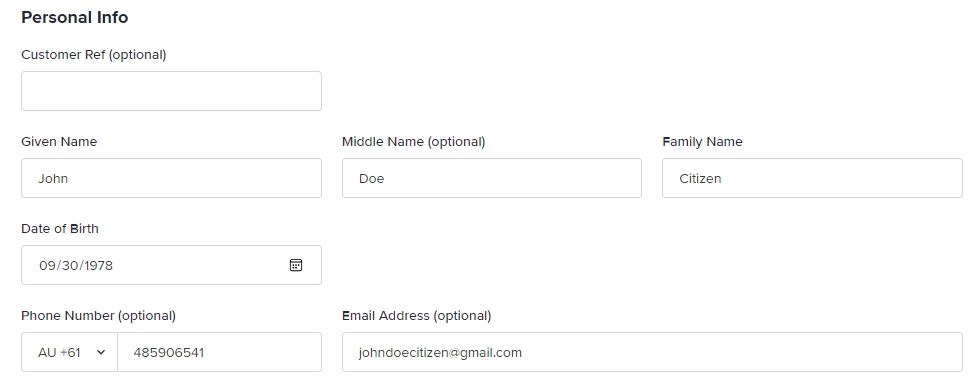 Personal Info
Customer Ref (optional)
Given Name Middle Name (optional) Family Name
John Doe Citizen
Date of Birth
09/30/1978
Phone Number (optional) Email Address (optional)
AU +61 485906541 johndoecitizen@gmail.com